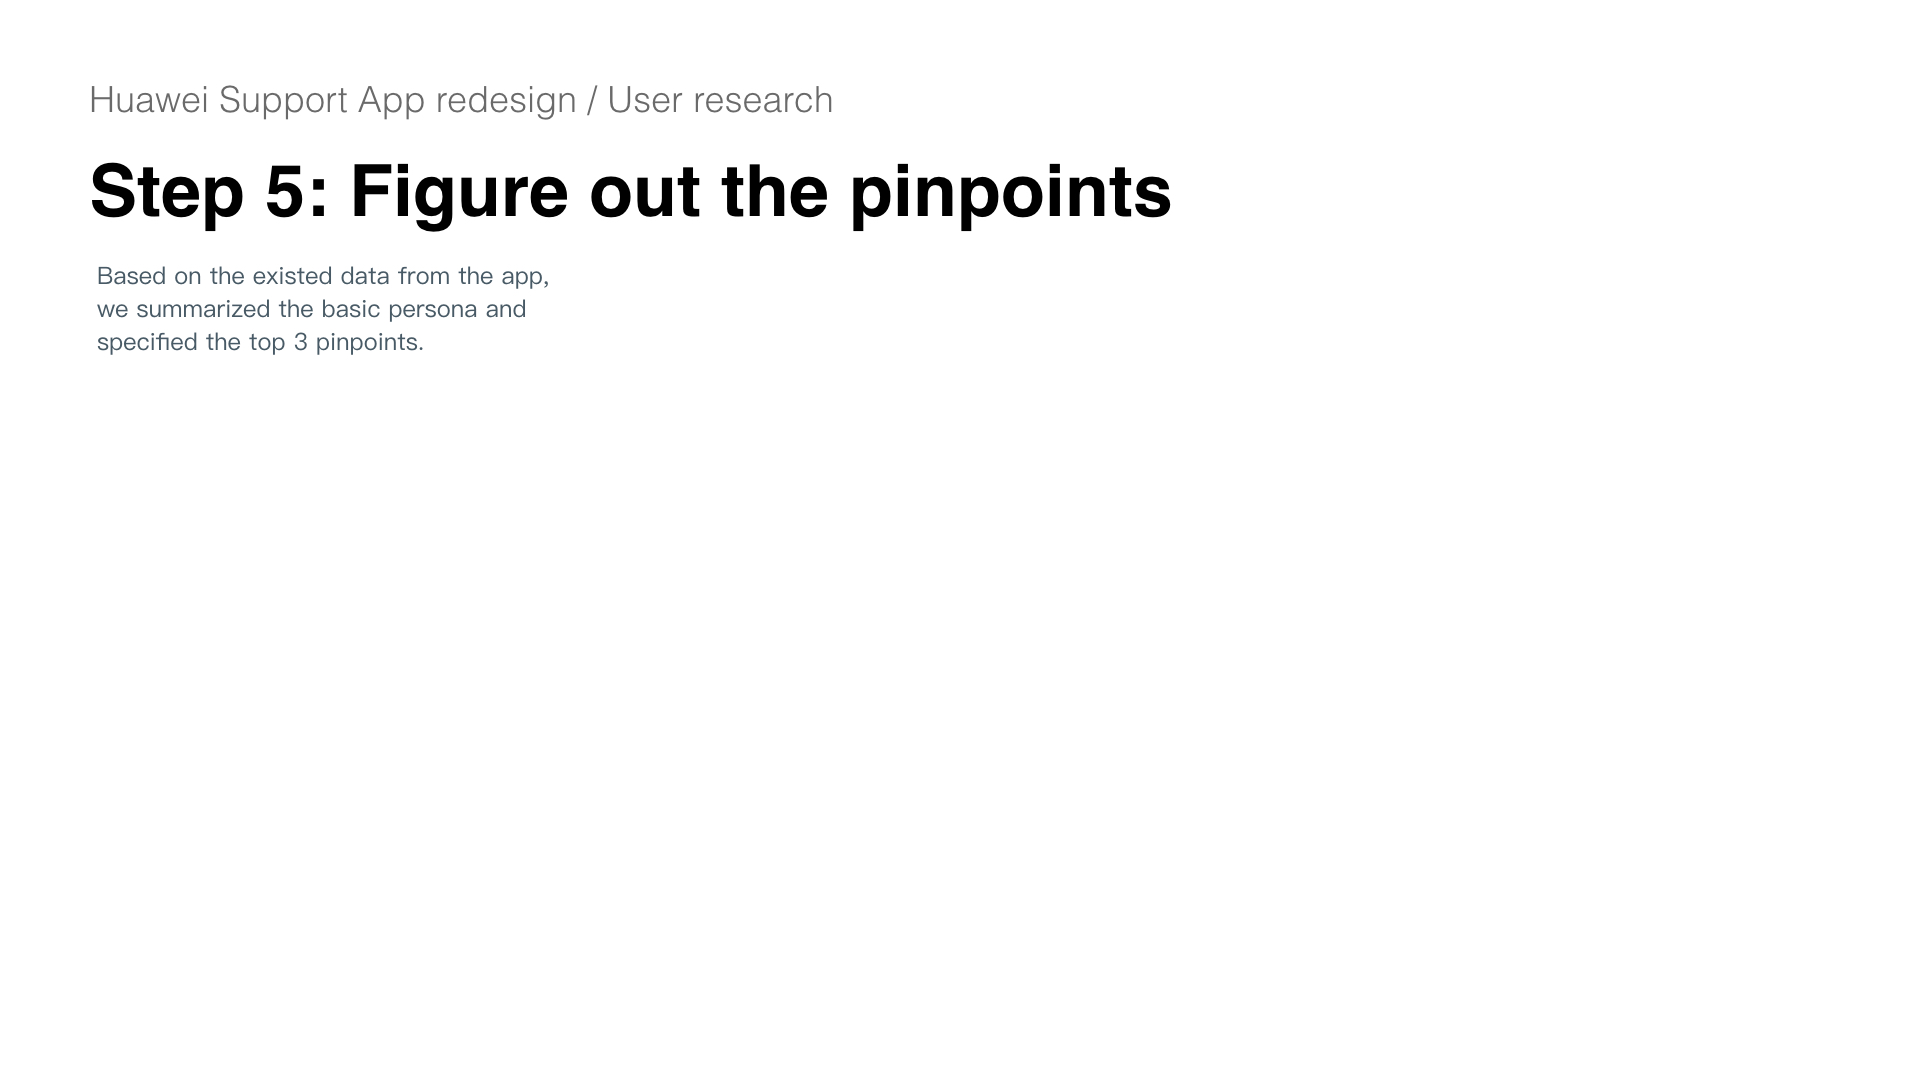 Huawei Support App redesign / User research
Step 5: Figure out the pinpoints
Based on the existed data from the app,
we summarized the basic persona and
specified the top 3 pinpoints.